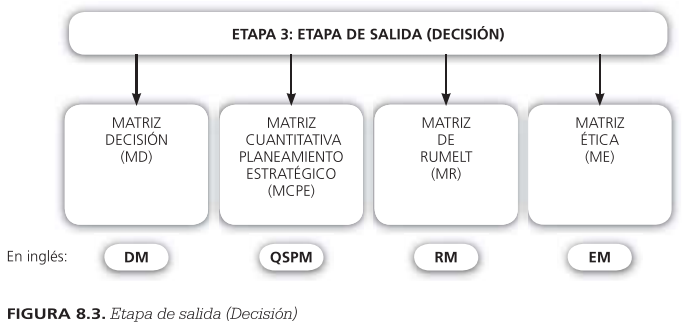 ETAPA 3: ETAPA DE SALIDA (DECISIÓN)
MATRIZ
DECISIÓN
(MD)
MATRIZ
CUANTITATIVA
PLANEAMIENTO
ESTRATÉGICO
(MCPE)
MATRIZ
DE
RUMELT
(MR)
MATRIZ
ÉTICA
(ME)
En inglés:
DM
QSPM
RM
EM
FIGURA 8.3. Etapa de salida (Decisión)